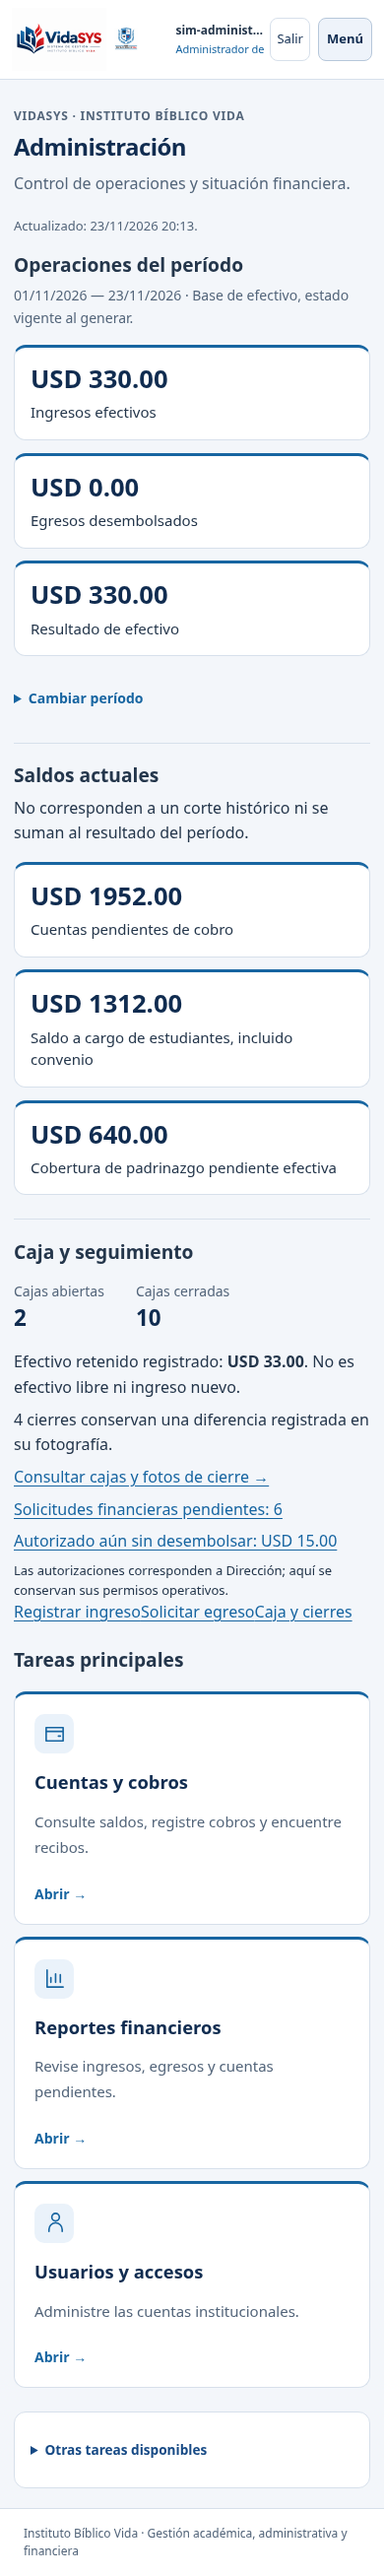 VidaSYS
sim-administ...
Administrador de
Salir
Menú
VIDASYS · INSTITUTO BÍBLICO VIDA
Administración
Control de operaciones y situación financiera.
Actualizado: 23/11/2026 20:13.
Operaciones del período
01/11/2026 — 23/11/2026 · Base de efectivo, estado
vigente al generar.
USD 330.00
Ingresos efectivos
USD 0.00
Egresos desembolsados
USD 330.00
Resultado de efectivo
Cambiar período
Saldos actuales
No corresponden a un corte histórico ni se
suman al resultado del período.
USD 1952.00
Cuentas pendientes de cobro
USD 1312.00
Saldo a cargo de estudiantes, incluido
convenio
USD 640.00
Cobertura de padrinazgo pendiente efectiva
Caja y seguimiento
Cajas abiertas
2
Cajas cerradas
10
Efectivo retenido registrado: USD 33.00. No es
efectivo libre ni ingreso nuevo.
4 cierres conservan una diferencia registrada en
su fotografía.
Consultar cajas y fotos de cierre →
Solicitudes financieras pendientes: 6
Autorizado aún sin desembolsar: USD 15.00
Las autorizaciones corresponden a Dirección; aquí se
conservan sus permisos operativos.
Registrar ingresoSolicitar egresoCaja y cierres
Tareas principales
Cuentas y cobros
Consulte saldos, registre cobros y encuentre
recibos.
Abrir →
Reportes financieros
Revise ingresos, egresos y cuentas
pendientes.
Abrir →
Usuarios y accesos
Administre las cuentas institucionales.
Abrir →
Otras tareas disponibles
Instituto Bíblico Vida · Gestión académica, administrativa y
financiera